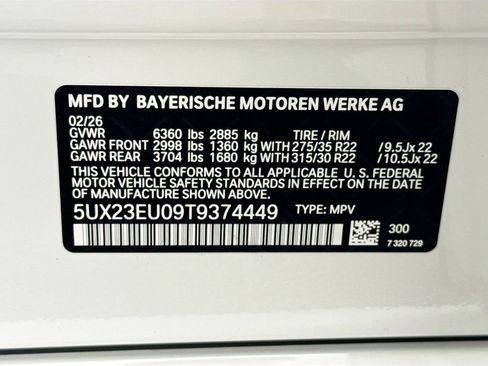 MFD BY BAYERISCHE MOTOREN WERKE AG
02/26
GVWR 6360 lbs 2885 kg TIRE / RIM
GAWR FRONT 2998 lbs 1360 kg WITH 275/35 R22 / 9.5Jx 22
GAWR REAR 3704 lbs 1680 kg WITH 315/30 R22 / 10.5Jx 22
THIS VEHICLE CONFORMS TO ALL APPLICABLE U. S. FEDERAL
MOTOR VEHICLE SAFETY STANDARDS IN EFFECT ON THE DATE OF
MANUFACTURE SHOWN ABOVE.
5UX23EU09T9374449 TYPE: MPV
300
7 320 729